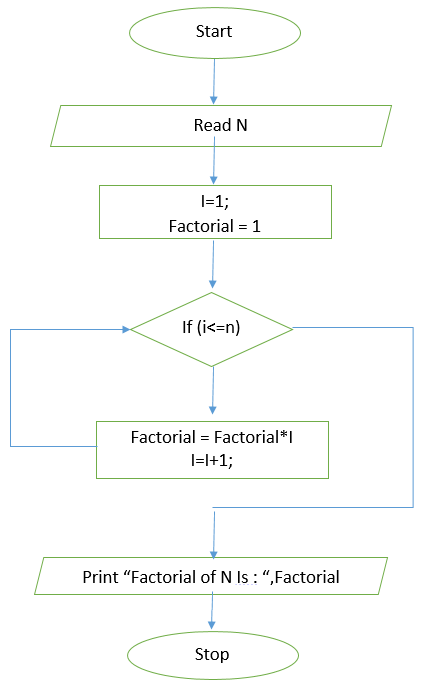 Start
Read N
I=1;
Factorial = 1
If (i<=n)
Factorial = Factorial*I
I=I+1;
Print “Factorial of N Is : “,Factorial
Stop